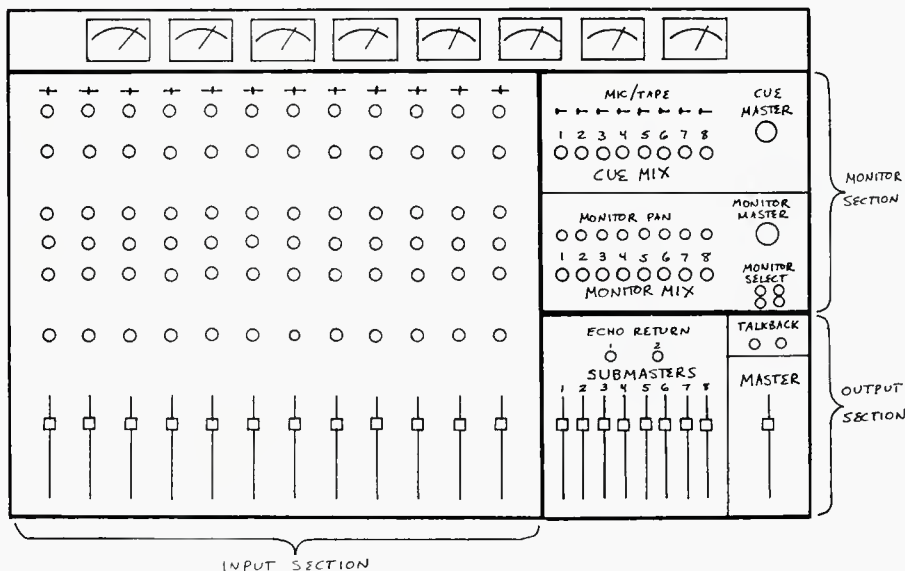 MIC/TAPE
1 2 3 4 5 6 7 8
CUE MIX
CUE
MASTER
MONITOR PAN
1 2 3 4 5 6 7 8
MONITOR MIX
MONITOR
MASTER
MONITOR
SELECT
MONITOR
SECTION
ECHO RETURN
1 2
SUBMASTERS
1 2 3 4 5 6 7 8
TALKBACK
MASTER
OUTPUT
SECTION
INPUT SECTION